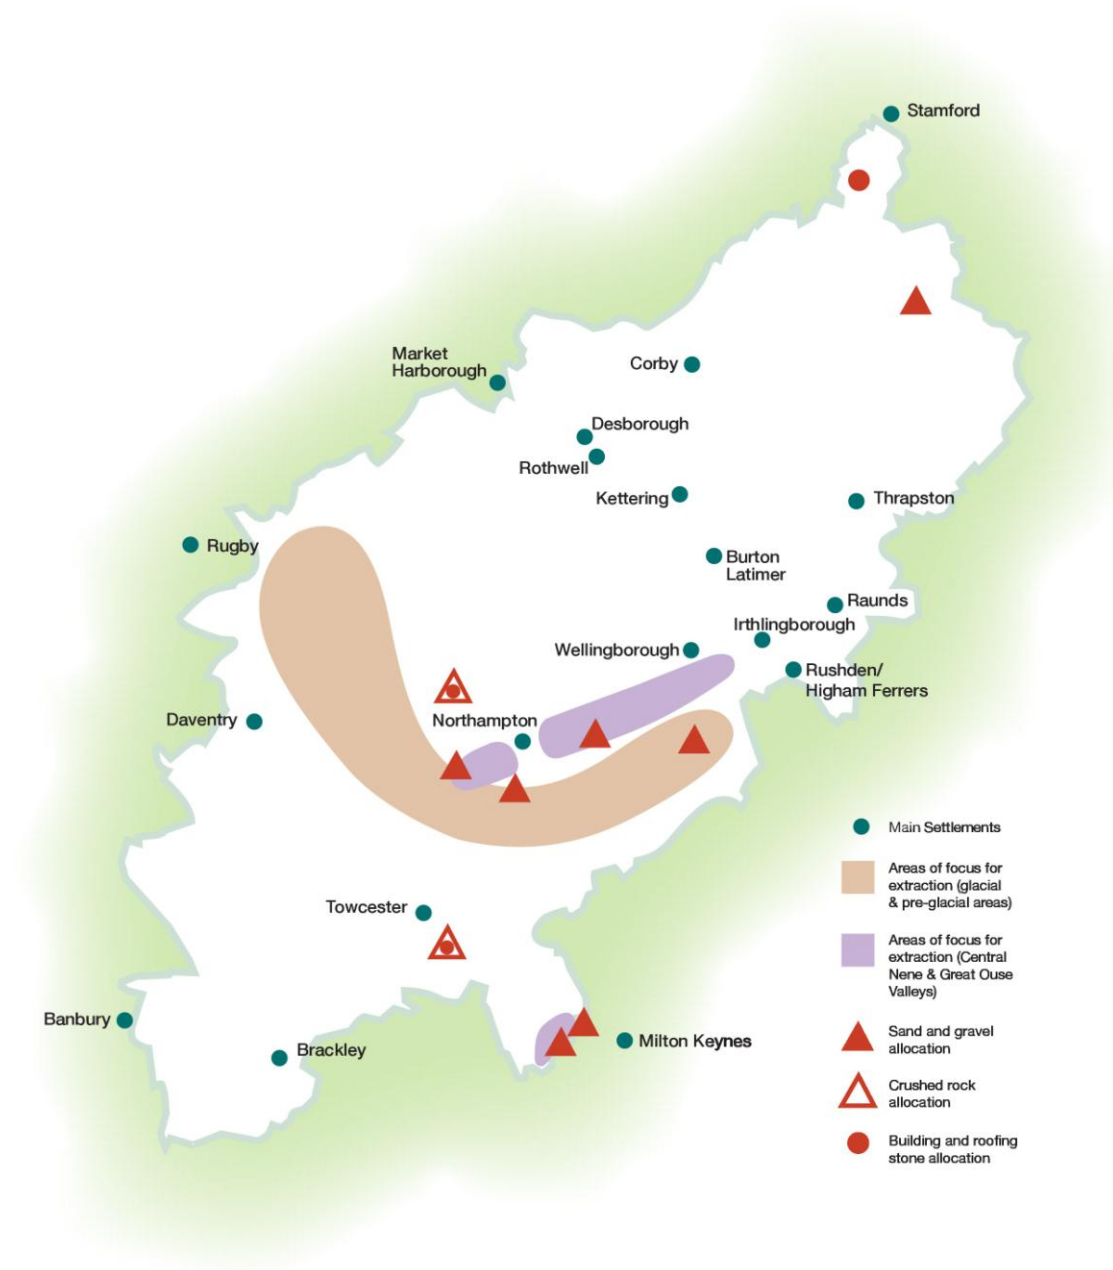 Stamford
Market
Harborough
Corby
Desborough
Rothwell
Kettering
Thrapston
Rugby
Burton
Latimer
Raunds
Irthlingborough
Wellingborough
Rushden/
Higham Ferrers
Daventry
Northampton
Towcester
Banbury
Brackley
Milton Keynes
Main Settlements
Areas of focus for
extraction (glacial
& pre-glacial areas)
Areas of focus for
extraction (Central
Nene & Great Ouse
Valleys)
Sand and gravel
allocation
Crushed rock
allocation
Building and roofing
stone allocation